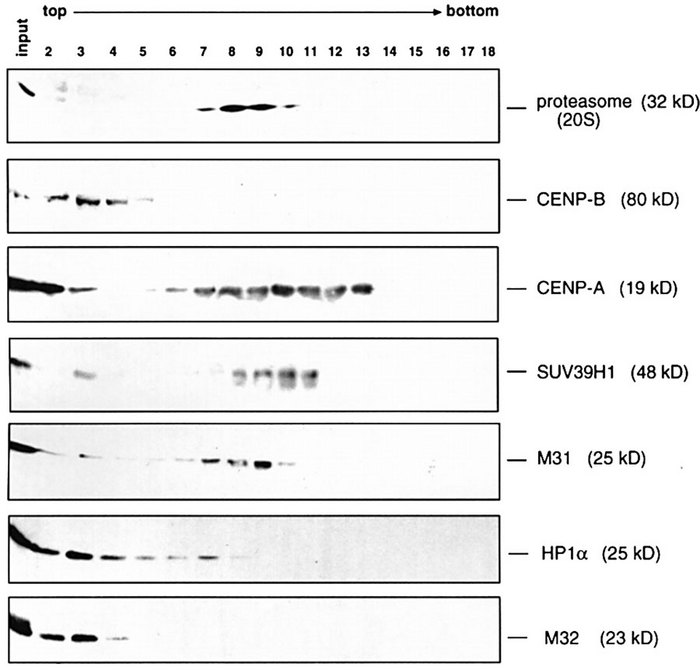 top bottom
input 2 3 4 5 6 7 8 9 10 11 12 13 14 15 16 17 18
proteasome (32 kD)
(20S)
CENP-B (80 kD)
CENP-A (19 kD)
SUV39H1 (48 kD)
M31 (25 kD)
HP1α (25 kD)
M32 (23 kD)